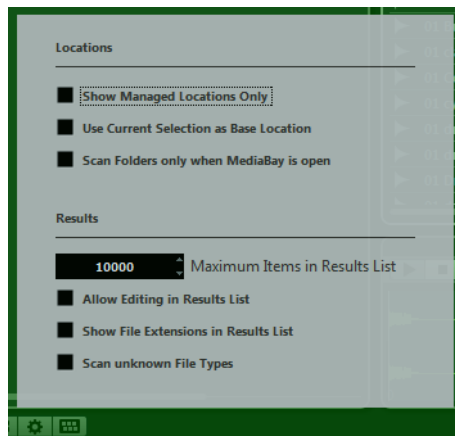 Locations
Show Managed Locations Only
Use Current Selection as Base Location
Scan Folders only when MediaBay is open
Results
10000 Maximum Items in Results List
Allow Editing in Results List
Show File Extensions in Results List
Scan unknown File Types